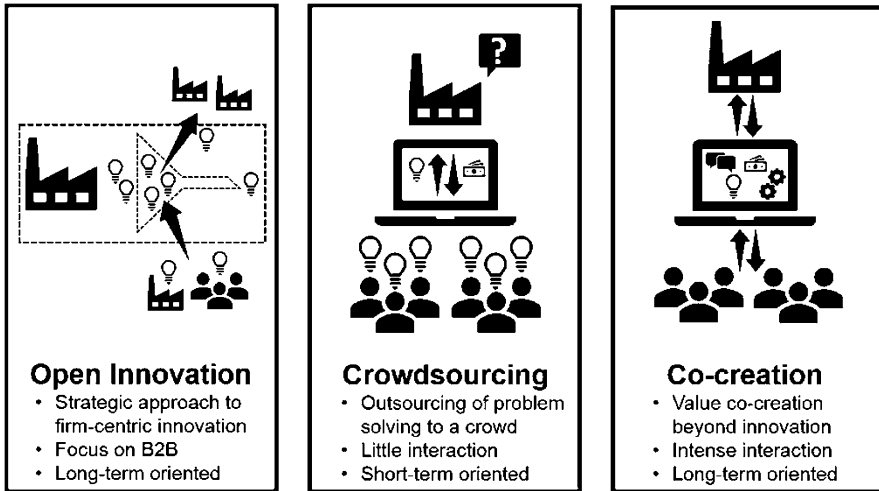 ?
Open Innovation
• Strategic approach to
firm-centric innovation
• Focus on B2B
• Long-term oriented
Crowdsourcing
• Outsourcing of problem
solving to a crowd
• Little interaction
• Short-term oriented
Co-creation
• Value co-creation
beyond innovation
• Intense interaction
• Long-term oriented